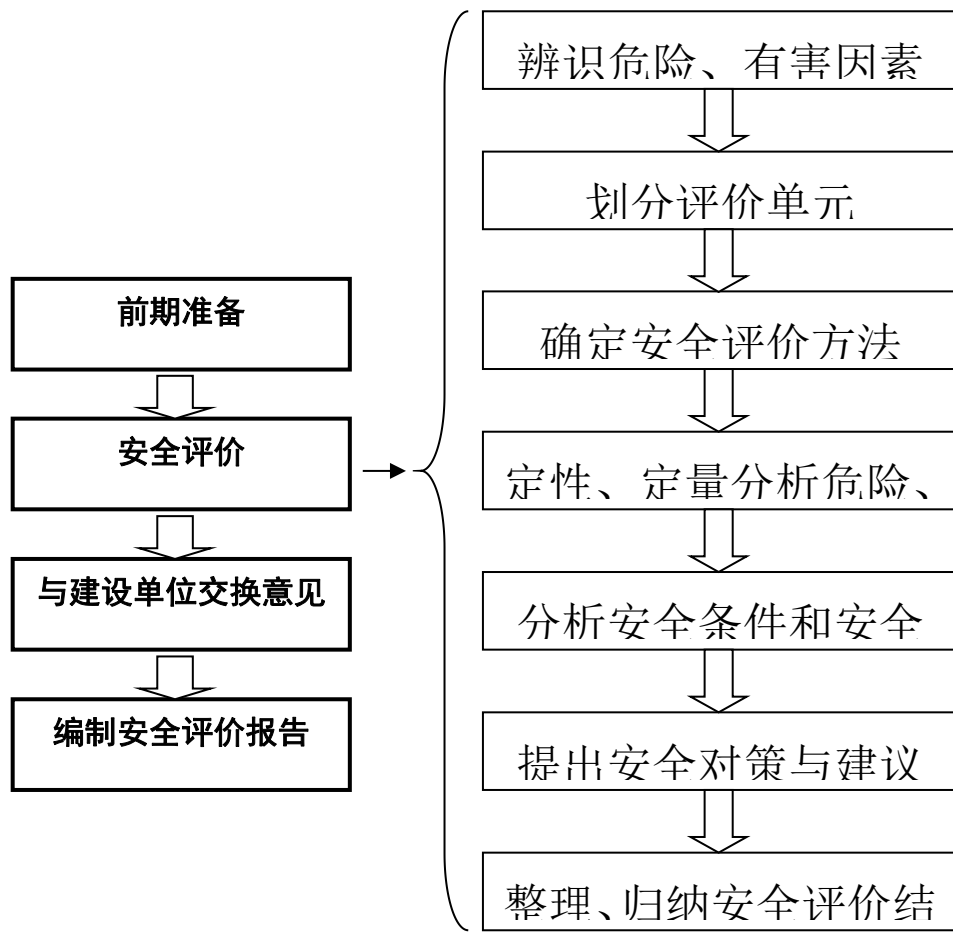 前期准备
安全评价
与建设单位交换意见
编制安全评价报告
辨识危险、有害因素
划分评价单元
确定安全评价方法
定性、定量分析危险、
分析安全条件和安全
提出安全对策与建议
整理、归纳安全评价结